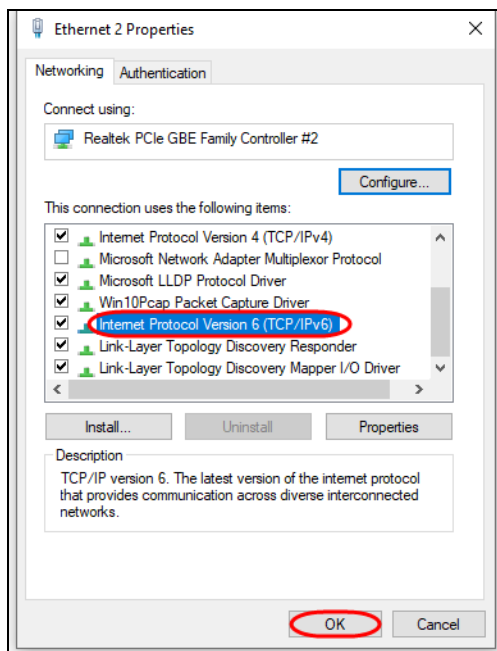 Ethernet 2 Properties
Networking
Authentication
Connect using:
Realtek PCIe GBE Family Controller #2
Configure...
This connection uses the following items:
Internet Protocol Version 4 (TCP/IPv4)
Microsoft Network Adapter Multiplexor Protocol
Microsoft LLDP Protocol Driver
Win10Pcap Packet Capture Driver
Internet Protocol Version 6 (TCP/IPv6)
Link-Layer Topology Discovery Responder
Link-Layer Topology Discovery Mapper I/O Driver
Install...
Uninstall
Properties
Description
TCP/IP version 6. The latest version of the internet protocol
that provides communication across diverse interconnected
networks.
OK
Cancel